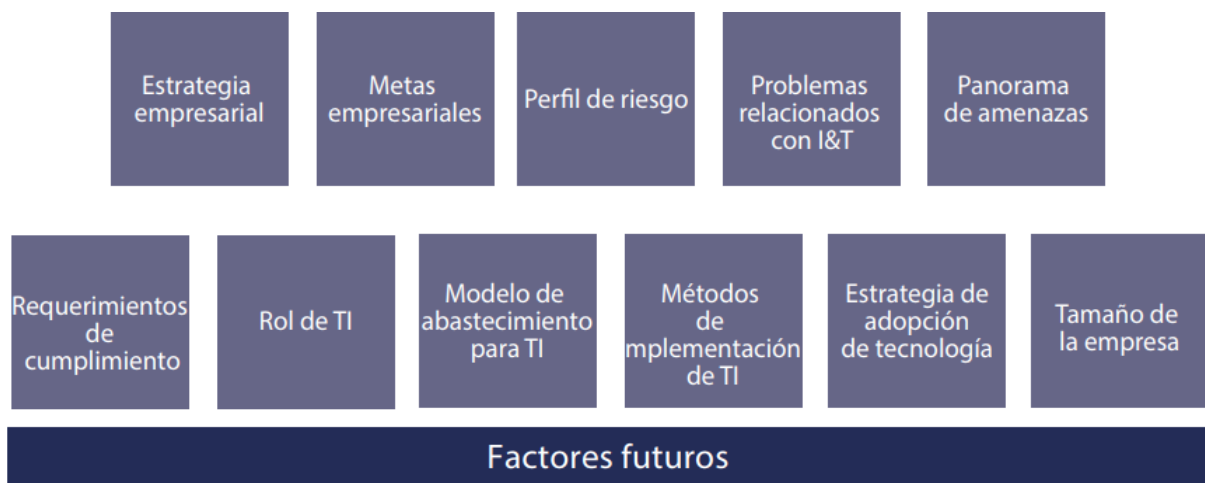 Estrategia
empresarial
Metas
empresariales
Perfil de riesgo
Problemas
relacionados
con I&T
Panorama
de amenazas
Requerimientos
de
cumplimiento
Rol de TI
Modelo de
abastecimiento
para TI
Métodos
de
mplementación
de TI
Estrategia de
adopción
de tecnología
Tamaño de
la empresa
Factores futuros